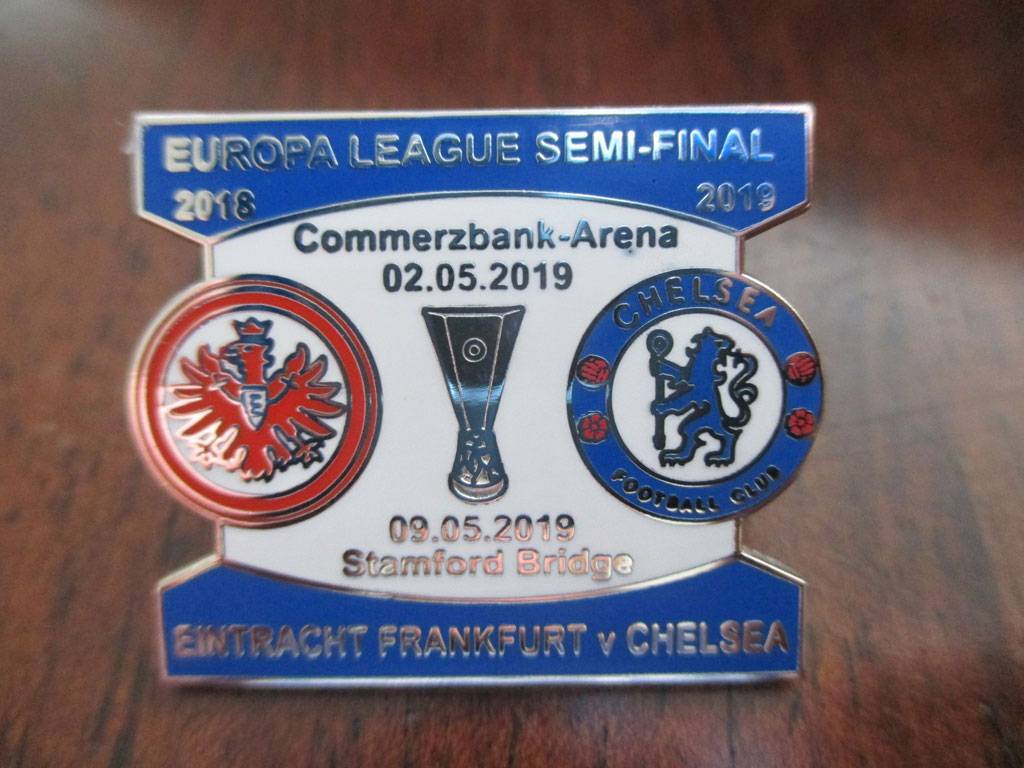 EUROPA LEAGUE SEMI-FINAL
2018 2019
Commerzbank-Arena
02.05.2019
CHELSEA
FOOTBALL CLUB
09.05.2019
Stamford Bridge
EINTRACHT FRANKFURT v CHELSEA